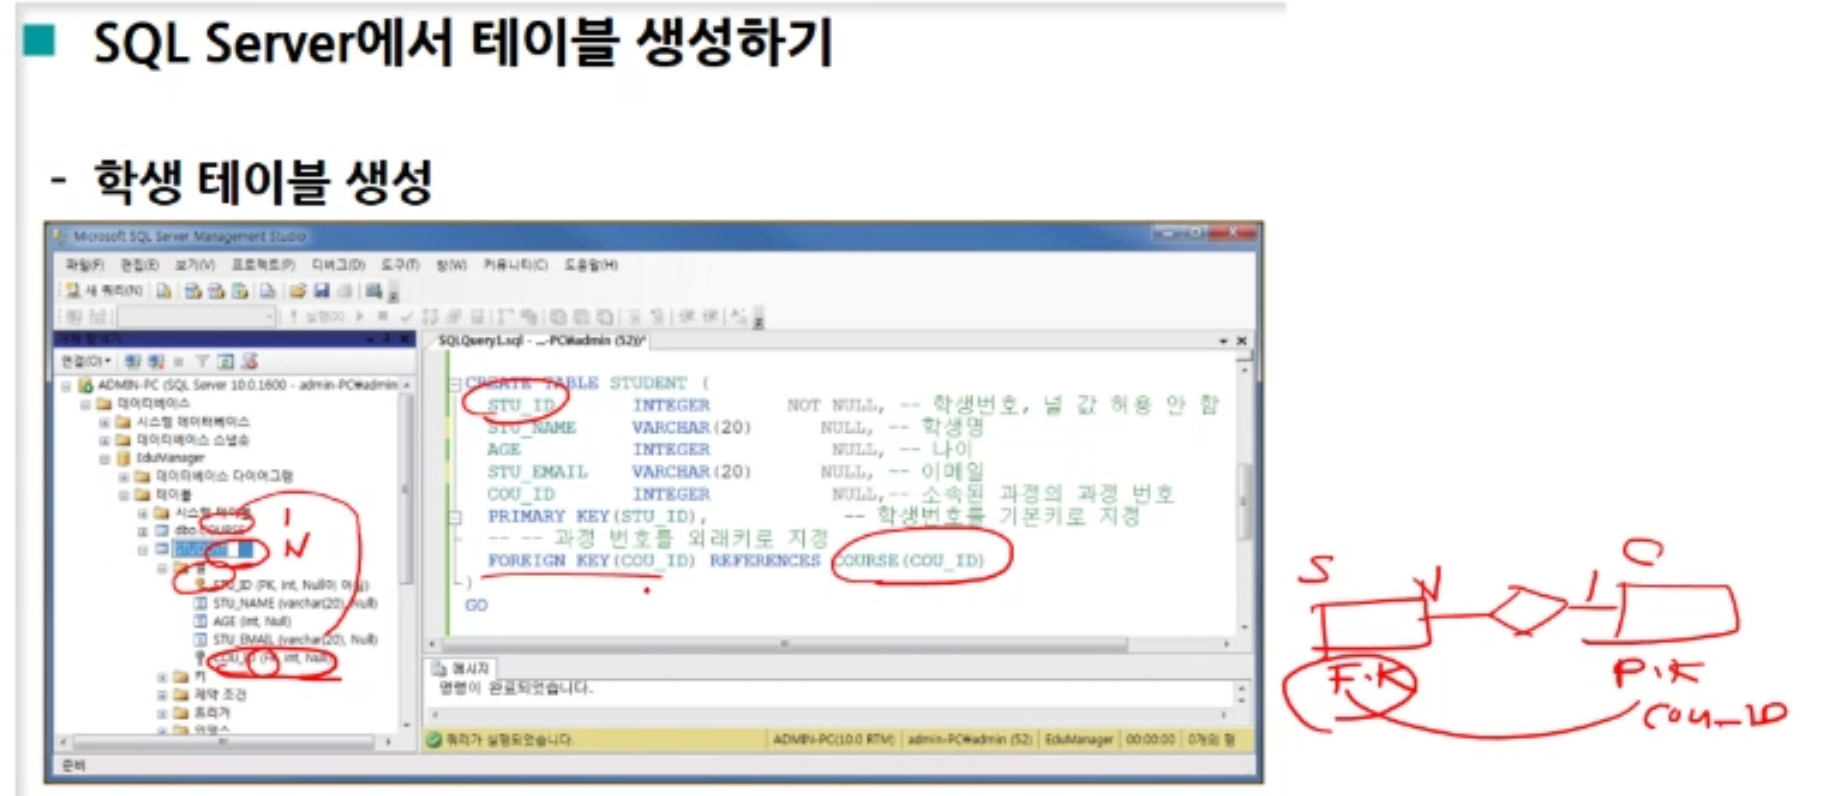 SQL Server에서 테이블 생성하기
- 학생 테이블 생성
Microsoft SQL Server Management Studio
파일(F) 편집(E) 보기(V) 프로젝트(P) 디버그(D) 도구(T) 창(W) 커뮤니티(C) 도움말(H)
새 쿼리(N)
실행(X)
SQLQuery1.sql - ...-PC\admin (52))*
연결(O)
ADMIN-PC (SQL Server 10.0.1600 - admin-PC\admin
데이터베이스
시스템 데이터베이스
데이터베이스 스냅숏
EduManager
데이터베이스 다이어그램
테이블
시스템 테이블
dbo.COURSE
STU_ID (PK, int, Null이 아님)
STU_NAME (varchar(20), Null)
AGE (int, Null)
STU_EMAIL (varchar(20), Null)
COU_ID (FK, int, Null)
키
제약 조건
트리거
인덱스
1
N
CREATE TABLE STUDENT (
STU_ID INTEGER NOT NULL, -- 학생번호, 널 값 허용 안 함
STU_NAME VARCHAR(20) NULL, -- 학생명
AGE INTEGER NULL, -- 나이
STU_EMAIL VARCHAR(20) NULL, -- 이메일
COU_ID INTEGER NULL,-- 소속된 과정의 과정 번호
PRIMARY KEY(STU_ID), -- 학생번호를 기본키로 지정
-- -- 과정 번호를 외래키로 지정
FOREIGN KEY(COU_ID) REFERENCES COURSE(COU_ID)
)
GO
메시지
명령이 완료되었습니다.
쿼리가 실행되었습니다. ADMIN-PC(10.0 RTM) admin-PC\admin (52) EduManager 00:00:00 0개의 행
준비
S N 1 C
F.K P.K
COU_ID